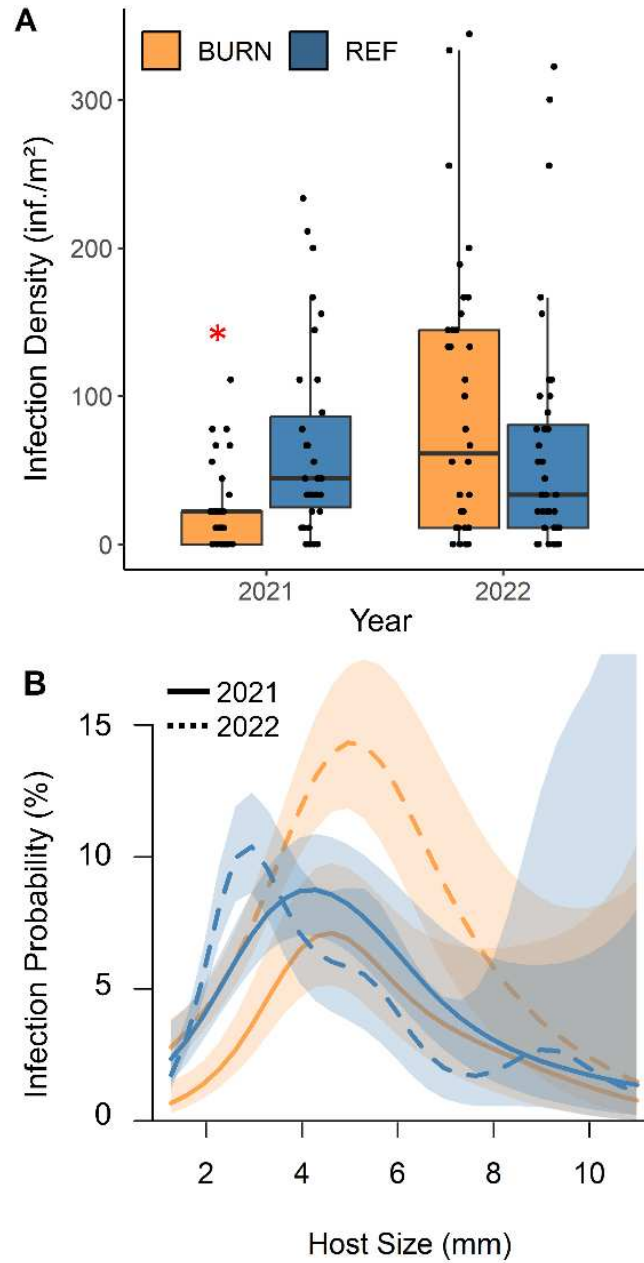 A
BURN REF
Infection Density (inf./m²)
300
200
100
0
*
2021 2022
Year
B
2021
2022
Infection Probability (%)
15
10
5
0
2 4 6 8 10
Host Size (mm)